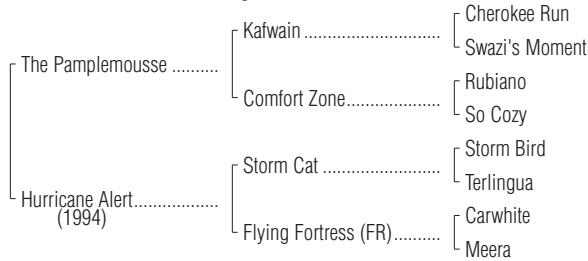 Cherokee Run
Kafwain ....................................
Swazi's Moment
The Pamplemousse ..........
Rubiano
Comfort Zone.........................
So Cozy
Storm Bird
Storm Cat ...............................
Terlingua
Hurricane Alert..................
(1994)
Carwhite
Flying Fortress (FR)............
Meera